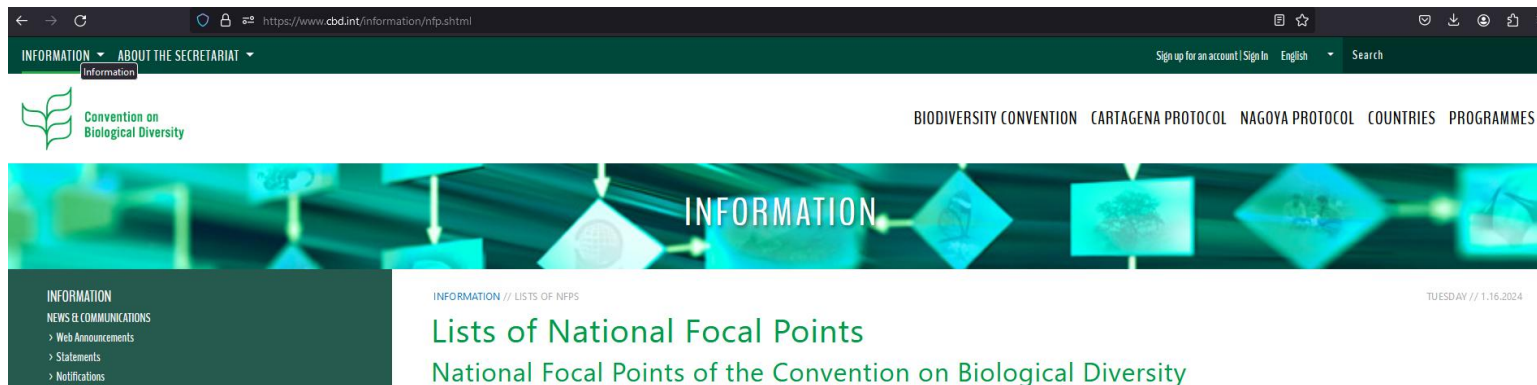 https://www.cbd.int/information/nfp.shtml
INFORMATION ABOUT THE SECRETARIAT
Sign up for an account | Sign In English Search
Information
Convention on
Biological Diversity
BIODIVERSITY CONVENTION CARTAGENA PROTOCOL NAGOYA PROTOCOL COUNTRIES PROGRAMMES
INFORMATION
INFORMATION
NEWS & COMMUNICATIONS
> Web Announcements
> Statements
> Notifications
INFORMATION // LISTS OF NFPS
TUESDAY // 1.16.2024
Lists of National Focal Points
National Focal Points of the Convention on Biological Diversity